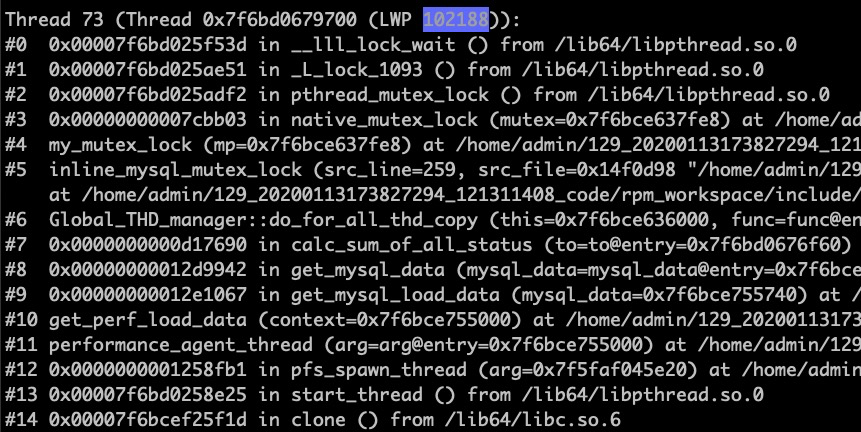 Thread 73 (Thread 0x7f6bd0679700 (LWP 102188)):
#0  0x00007f6bd025f53d in __lll_lock_wait () from /lib64/libpthread.so.0
#1  0x00007f6bd025ae51 in _L_lock_1093 () from /lib64/libpthread.so.0
#2  0x00007f6bd025adf2 in pthread_mutex_lock () from /lib64/libpthread.so.0
#3  0x00000000007cbb03 in native_mutex_lock (mutex=0x7f6bce637fe8) at /home/ad
#4  my_mutex_lock (mp=0x7f6bce637fe8) at /home/admin/129_20200113173827294_121
#5  inline_mysql_mutex_lock (src_line=259, src_file=0x14f0d98 "/home/admin/129
    at /home/admin/129_20200113173827294_121311408_code/rpm_workspace/include/
#6  Global_THD_manager::do_for_all_thd_copy (this=0x7f6bce636000, func=func@en
#7  0x0000000000d17690 in calc_sum_of_all_status (to=to@entry=0x7f6bd0676f60)
#8  0x00000000012d9942 in get_mysql_data (mysql_data=mysql_data@entry=0x7f6bce
#9  0x00000000012e1067 in get_mysql_load_data (mysql_data=0x7f6bce755740) at /
#10 get_perf_load_data (context=0x7f6bce755000) at /home/admin/129_20200113173
#11 performance_agent_thread (arg=arg@entry=0x7f6bce755000) at /home/admin/129
#12 0x0000000001258fb1 in pfs_spawn_thread (arg=0x7f5faf045e20) at /home/admin
#13 0x00007f6bd0258e25 in start_thread () from /lib64/libpthread.so.0
#14 0x00007f6bcef25f1d in clone () from /lib64/libc.so.6